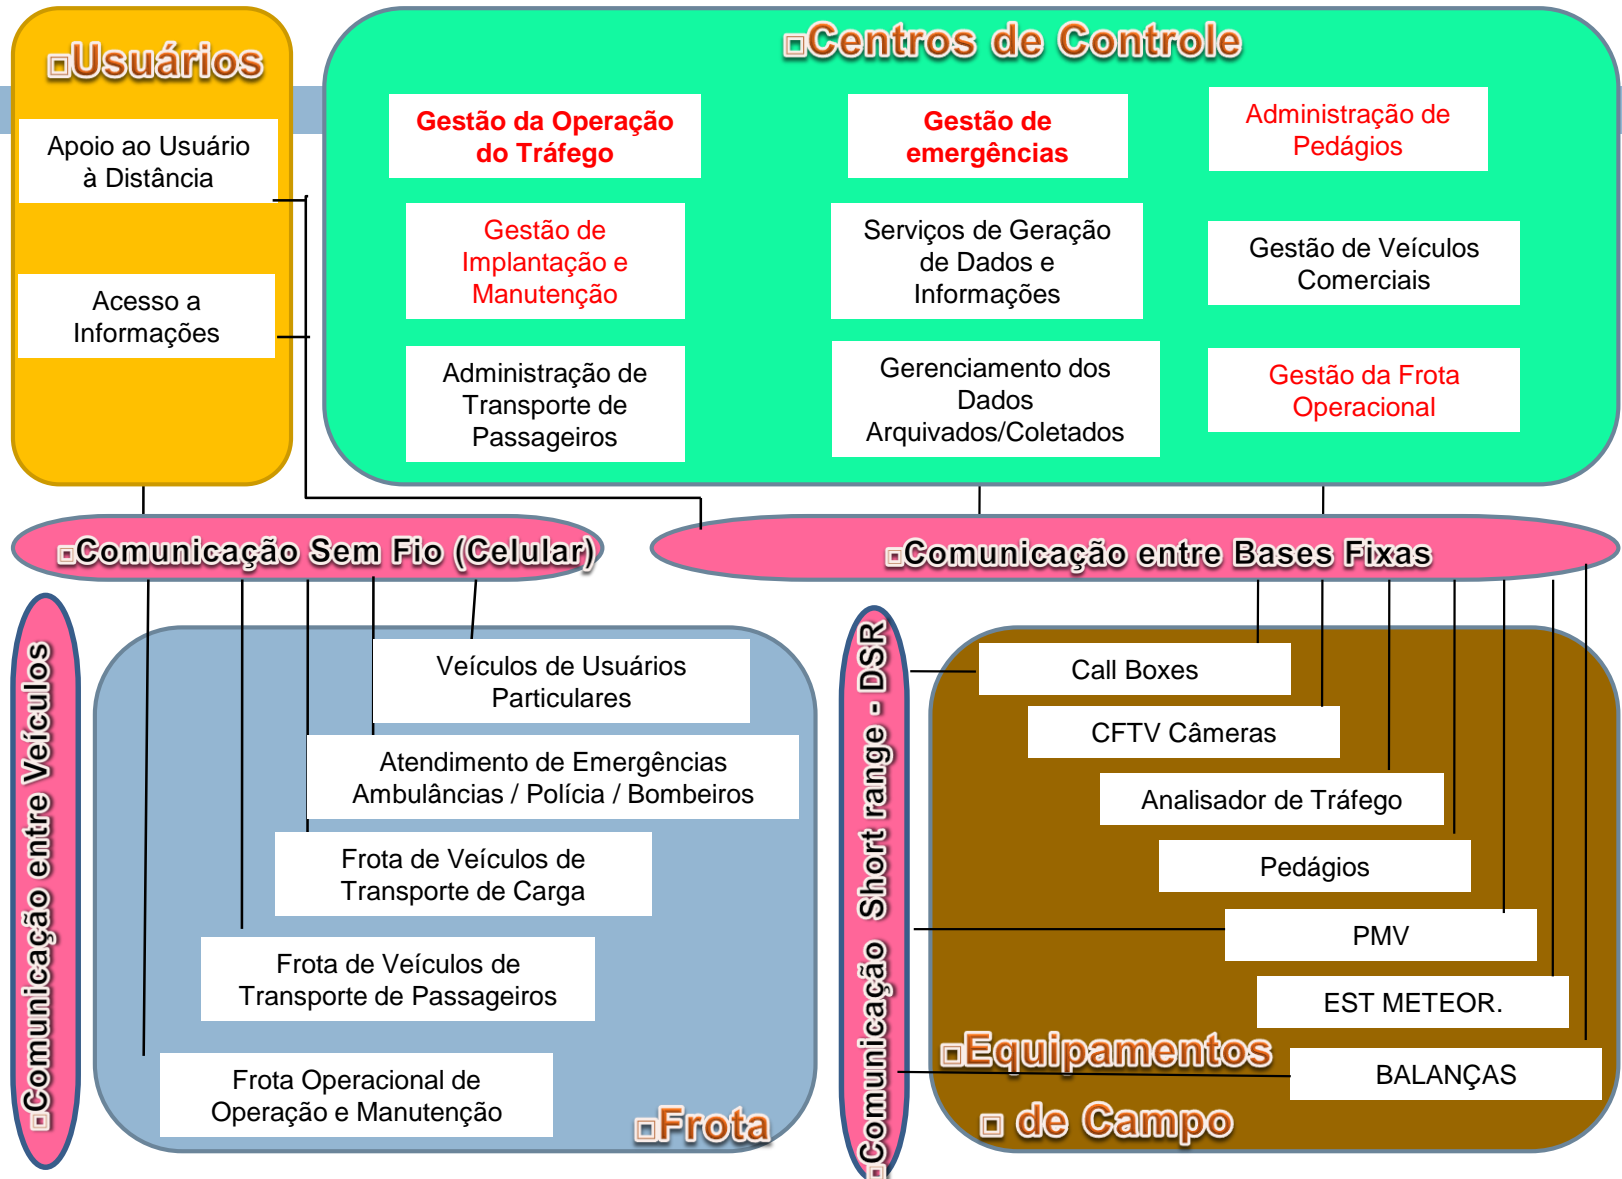 Usuários
Apoio ao Usuário
à Distância
Acesso a
Informações
Centros de Controle
Gestão da Operação
do Tráfego
Gestão de
emergências
Administração de
Pedágios
Gestão de
Implantação e
Manutenção
Serviços de Geração
de Dados e
Informações
Gestão de Veículos
Comerciais
Administração de
Transporte de
Passageiros
Gerenciamento dos
Dados
Arquivados/Coletados
Gestão da Frota
Operacional
Comunicação Sem Fio (Celular)
Comunicação entre Bases Fixas
Comunicação entre Veículos
Veículos de Usuários
Particulares
Atendimento de Emergências
Ambulâncias / Polícia / Bombeiros
Frota de Veículos de
Transporte de Carga
Frota de Veículos de
Transporte de Passageiros
Frota Operacional de
Operação e Manutenção
Frota
Comunicação Short range - DSR
Call Boxes
CFTV Câmeras
Analisador de Tráfego
Pedágios
PMV
EST METEOR.
BALANÇAS
Equipamentos
de Campo